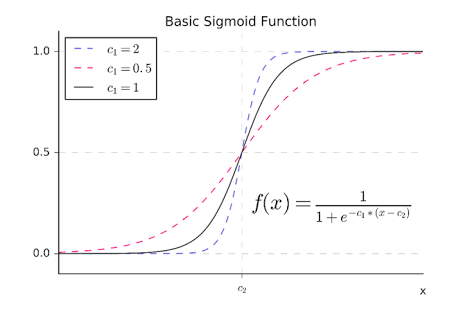 Basic Sigmoid Function
1.0
c₁ = 2
c₁ = 0.5
c₁ = 1
0.5
f(x) = 1 / (1 + e^{-c₁*(x-c₂)})
0.0
c₂
x